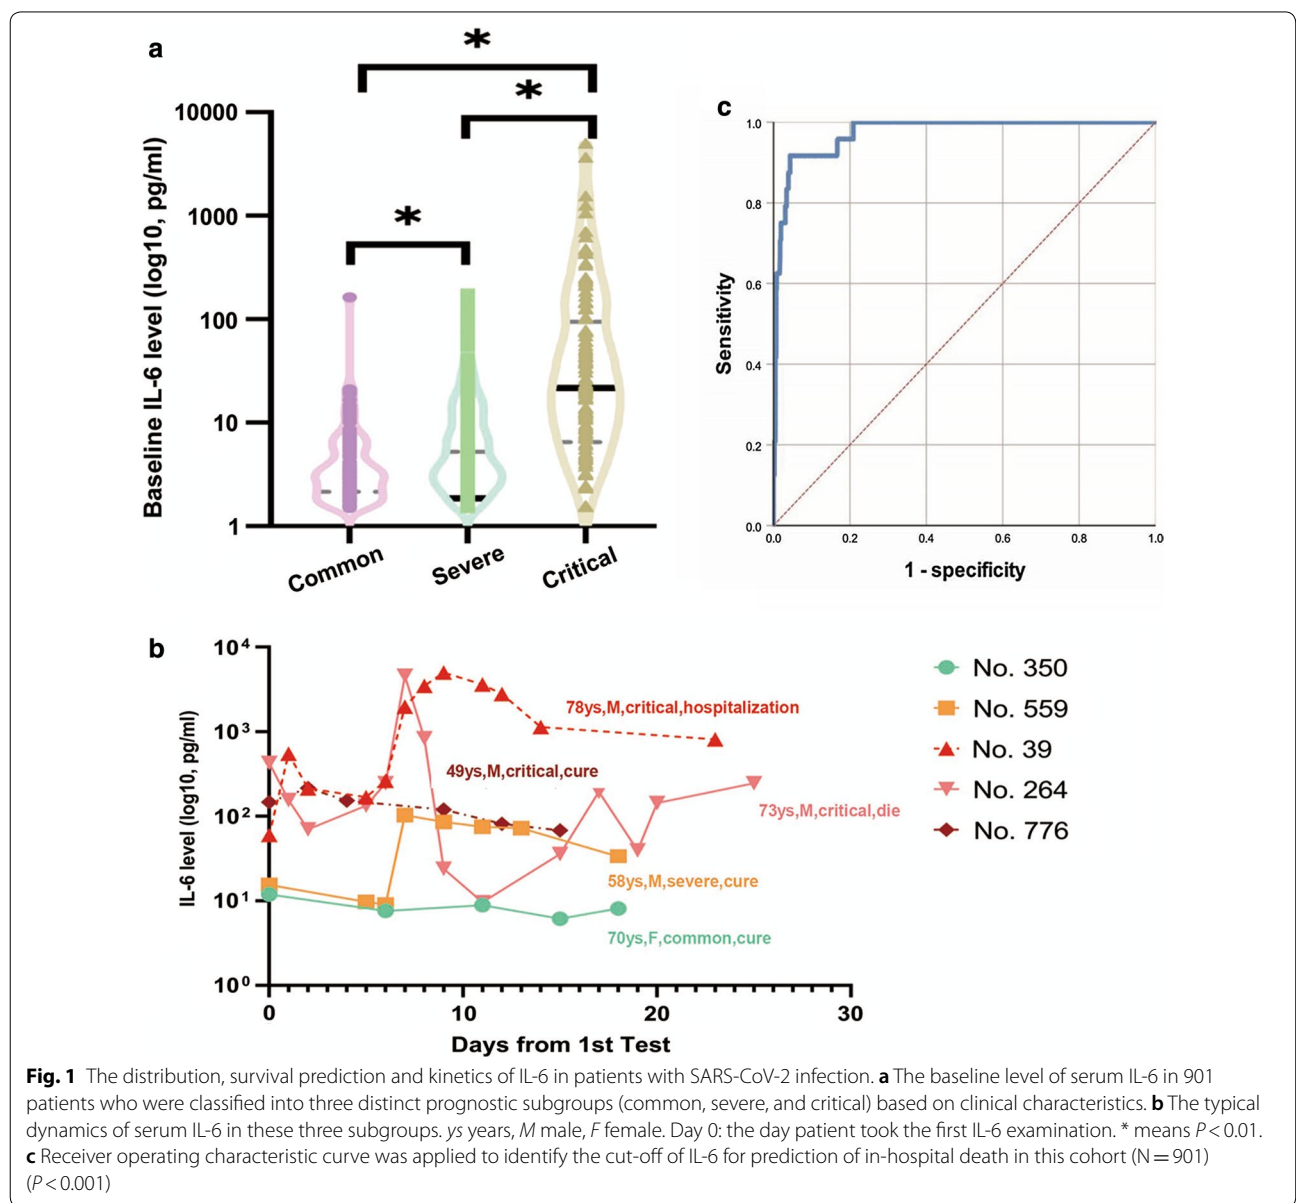 a
*
*
*
Baseline IL-6 level (log10, pg/ml)
10000
1000
100
10
1
Common
Severe
Critical
c
Sensitivity
1.0
0.8
0.6
0.4
0.2
0.0
0.0 0.2 0.4 0.6 0.8 1.0
1 - specificity
b
IL-6 level (log10, pg/ml)
10⁴
10³
10²
10¹
10⁰
78ys,M,critical,hospitalization
49ys,M,critical,cure
73ys,M,critical,die
58ys,M,severe,cure
70ys,F,common,cure
0 10 20 30
Days from 1st Test
No. 350
No. 559
No. 39
No. 264
No. 776
Fig. 1 The distribution, survival prediction and kinetics of IL-6 in patients with SARS-CoV-2 infection. a The baseline level of serum IL-6 in 901
patients who were classified into three distinct prognostic subgroups (common, severe, and critical) based on clinical characteristics. b The typical
dynamics of serum IL-6 in these three subgroups. ys years, M male, F female. Day 0: the day patient took the first IL-6 examination. * means P < 0.01.
c Receiver operating characteristic curve was applied to identify the cut-off of IL-6 for prediction of in-hospital death in this cohort (N = 901)
(P < 0.001)